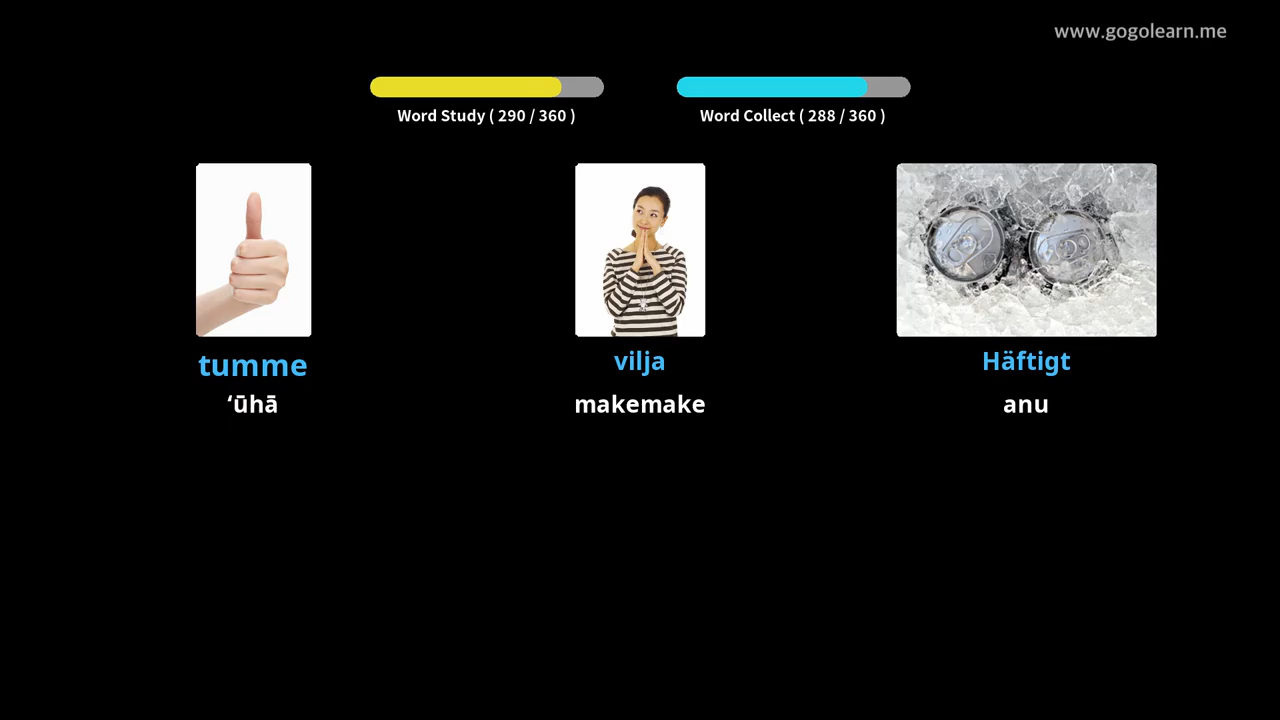 www.gogolearn.me
Word Study ( 290 / 360 )
Word Collect ( 288 / 360 )
tumme
vilja
Häftigt
ʻūhā
makemake
anu